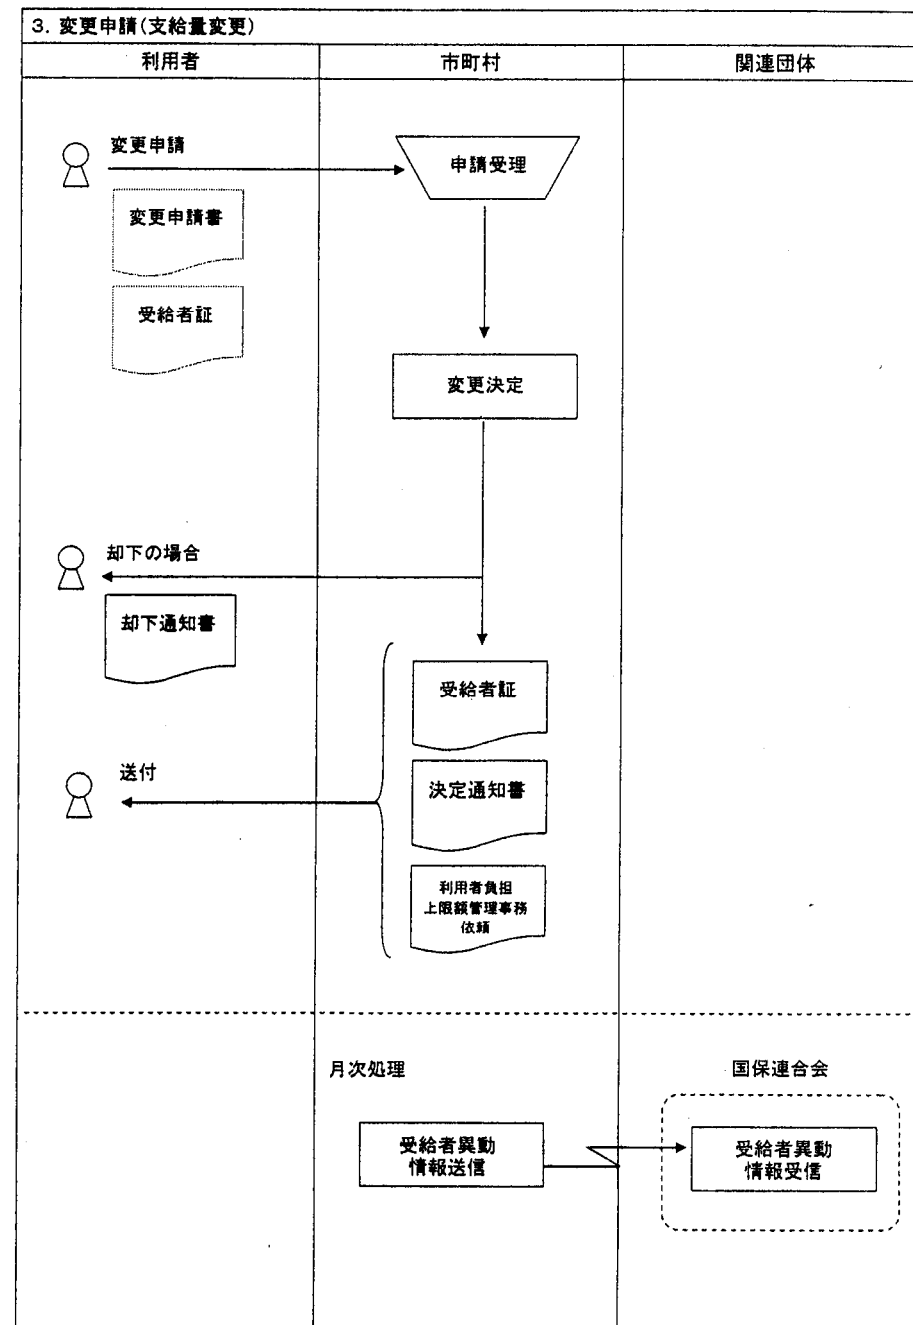 3. 変更申請(支給量変更)
利用者
市町村
関連団体
変更申請
申請受理
変更申請書
受給者証
変更決定
却下の場合
却下通知書
受給者証
送付
決定通知書
利用者負担
上限額管理事務
依頼
月次処理
国保連合会
受給者異動
情報送信
受給者異動
情報受信